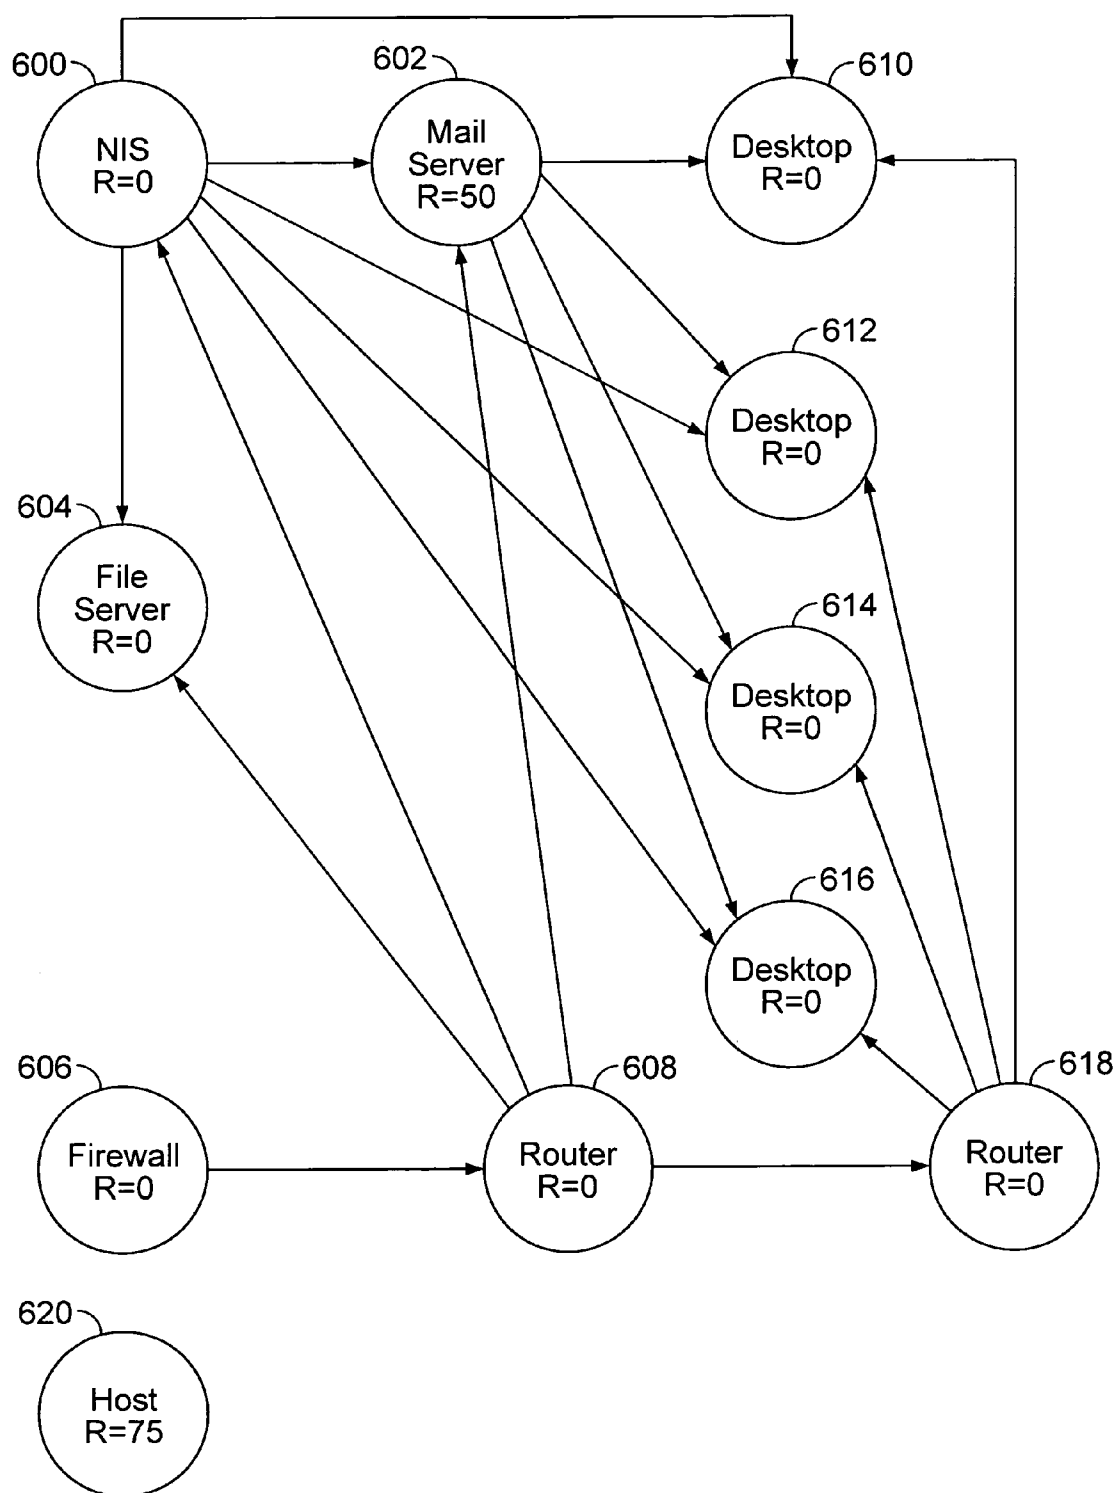 600
NIS
R=0
602
Mail
Server
R=50
610
Desktop
R=0
612
Desktop
R=0
604
File
Server
R=0
614
Desktop
R=0
616
Desktop
R=0
606
Firewall
R=0
608
Router
R=0
618
Router
R=0
620
Host
R=75